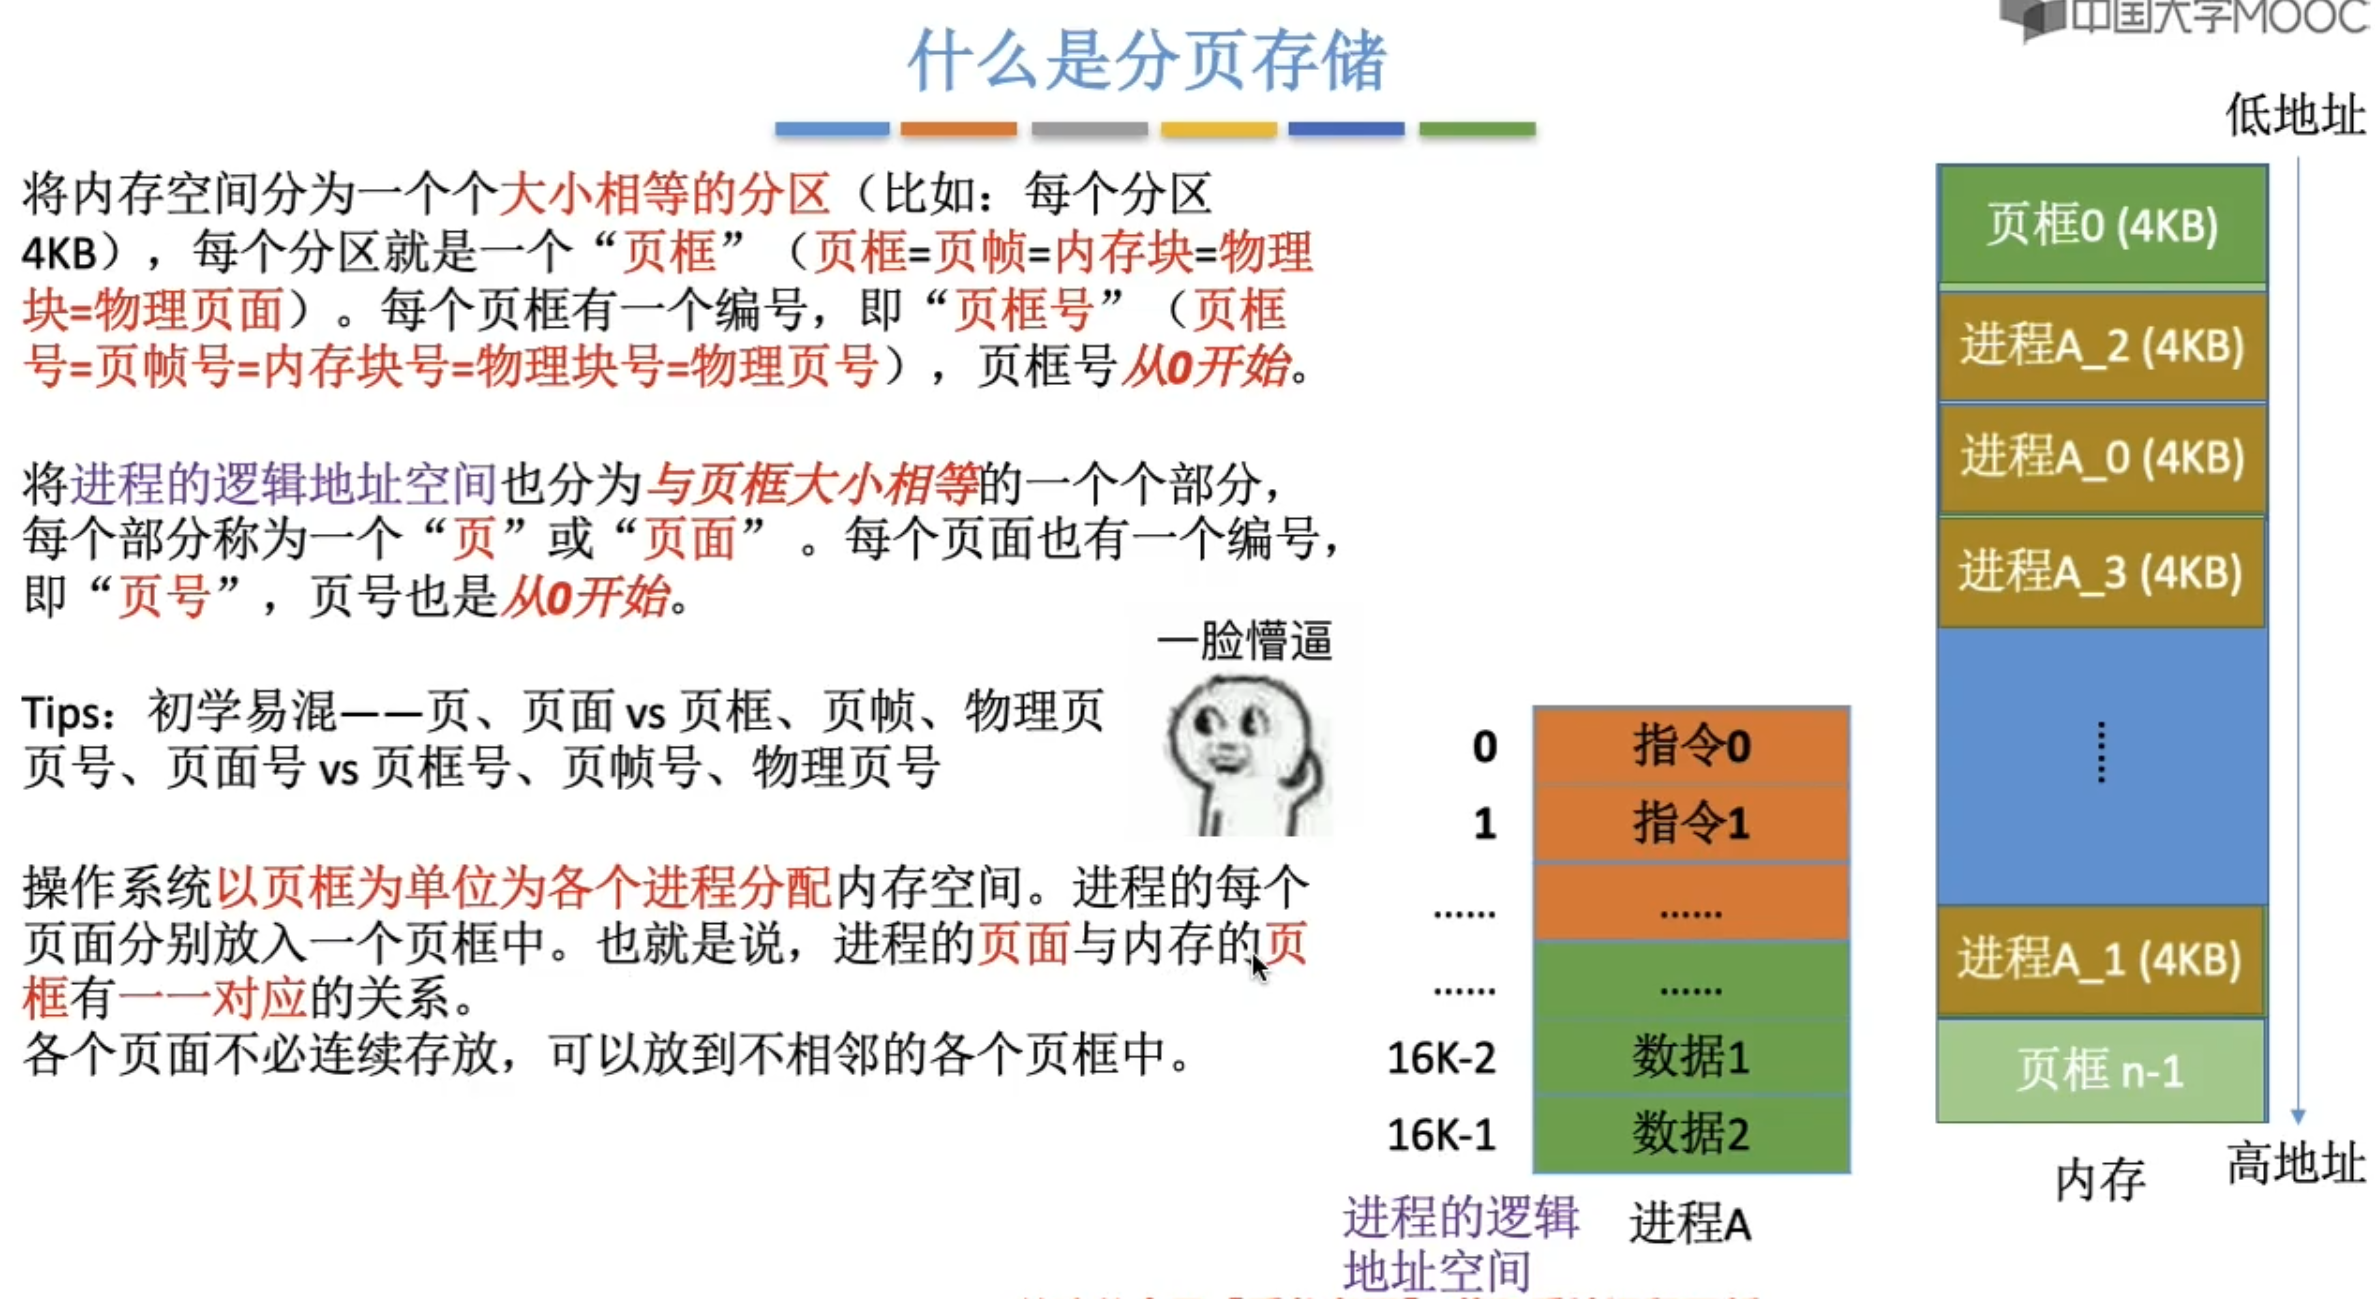 中国大学MOOC
什么是分页存储
将内存空间分为一个个大小相等的分区（比如：每个分区
4KB），每个分区就是一个“页框”（页框=页帧=内存块=物理
块=物理页面）。每个页框有一个编号，即“页框号”（页框
号=页帧号=内存块号=物理块号=物理页号），页框号从0开始。
将进程的逻辑地址空间也分为与页框大小相等的一个个部分，
每个部分称为一个“页”或“页面”。每个页面也有一个编号，
即“页号”，页号也是从0开始。
Tips：初学易混——页、页面 vs 页框、页帧、物理页
页号、页面号 vs 页框号、页帧号、物理页号
一脸懵逼
操作系统以页框为单位为各个进程分配内存空间。进程的每个
页面分别放入一个页框中。也就是说，进程的页面与内存的页
框有一一对应的关系。
各个页面不必连续存放，可以放到不相邻的各个页框中。
0 指令0
1 指令1
...... ......
...... ......
16K-2 数据1
16K-1 数据2
进程的逻辑
地址空间
进程A
低地址
页框0 (4KB)
进程A_2 (4KB)
进程A_0 (4KB)
进程A_3 (4KB)
......
进程A_1 (4KB)
页框 n-1
内存
高地址